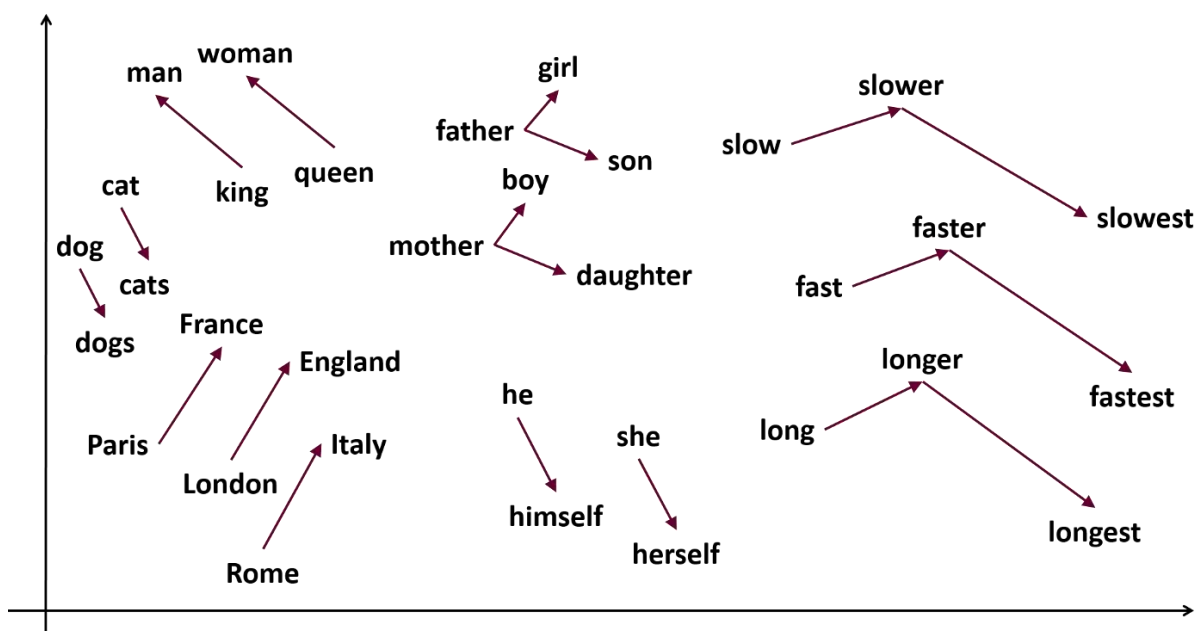 woman
man
girl
slower
father
slow
son
boy
cat
queen
king
slowest
faster
dog
mother
daughter
cats
fast
France
dogs
England
longer
he
fastest
Paris
Italy
she
long
London
himself
longest
herself
Rome